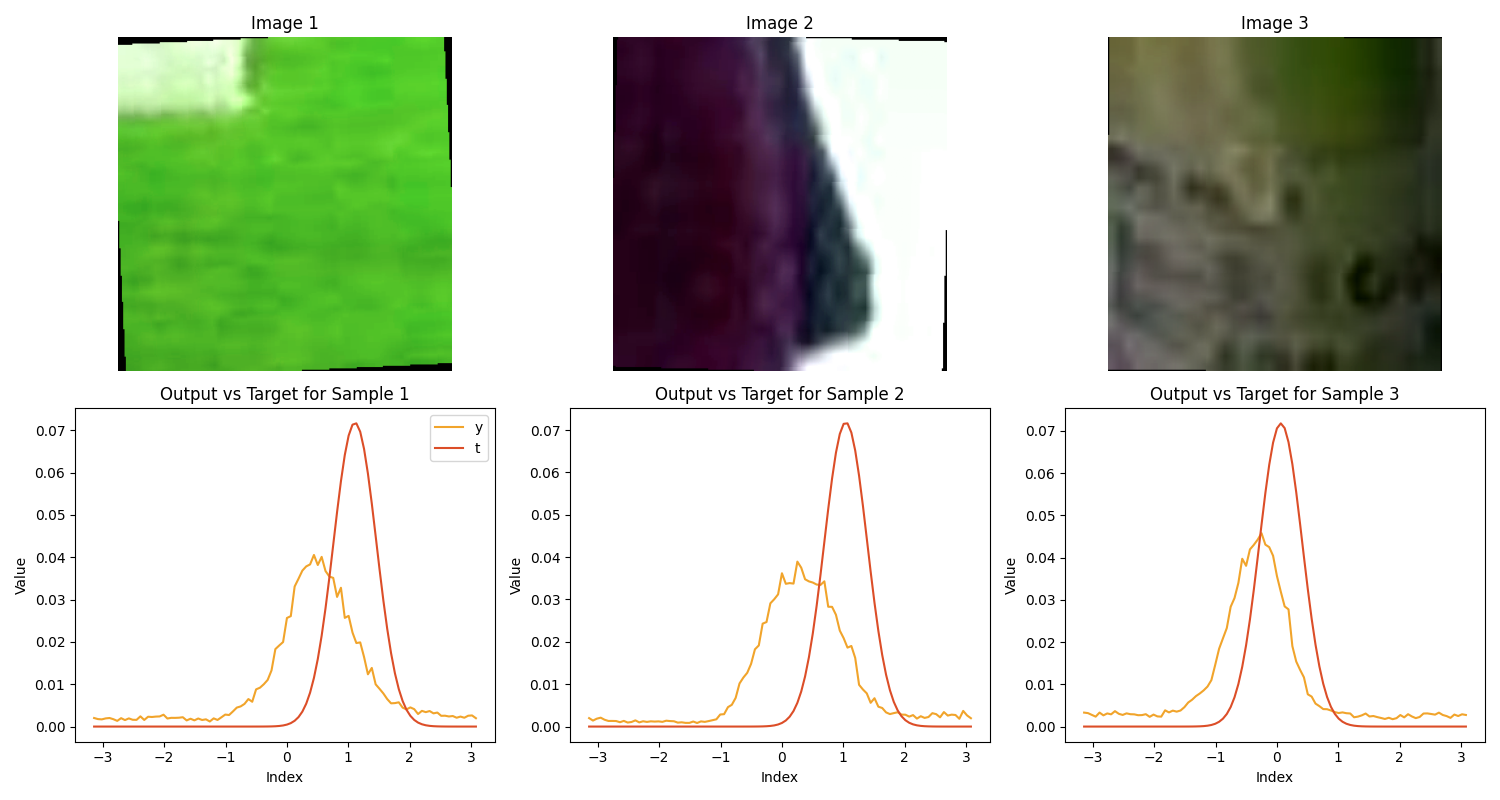 Image 1
Image 2
Image 3
Output vs Target for Sample 1
Output vs Target for Sample 2
Output vs Target for Sample 3
Value
0.07
0.06
0.05
0.04
0.03
0.02
0.01
0.00
−3 −2 −1 0 1 2 3
Index
y
t
Value
0.07
0.06
0.05
0.04
0.03
0.02
0.01
0.00
−3 −2 −1 0 1 2 3
Index
Value
0.07
0.06
0.05
0.04
0.03
0.02
0.01
0.00
−3 −2 −1 0 1 2 3
Index